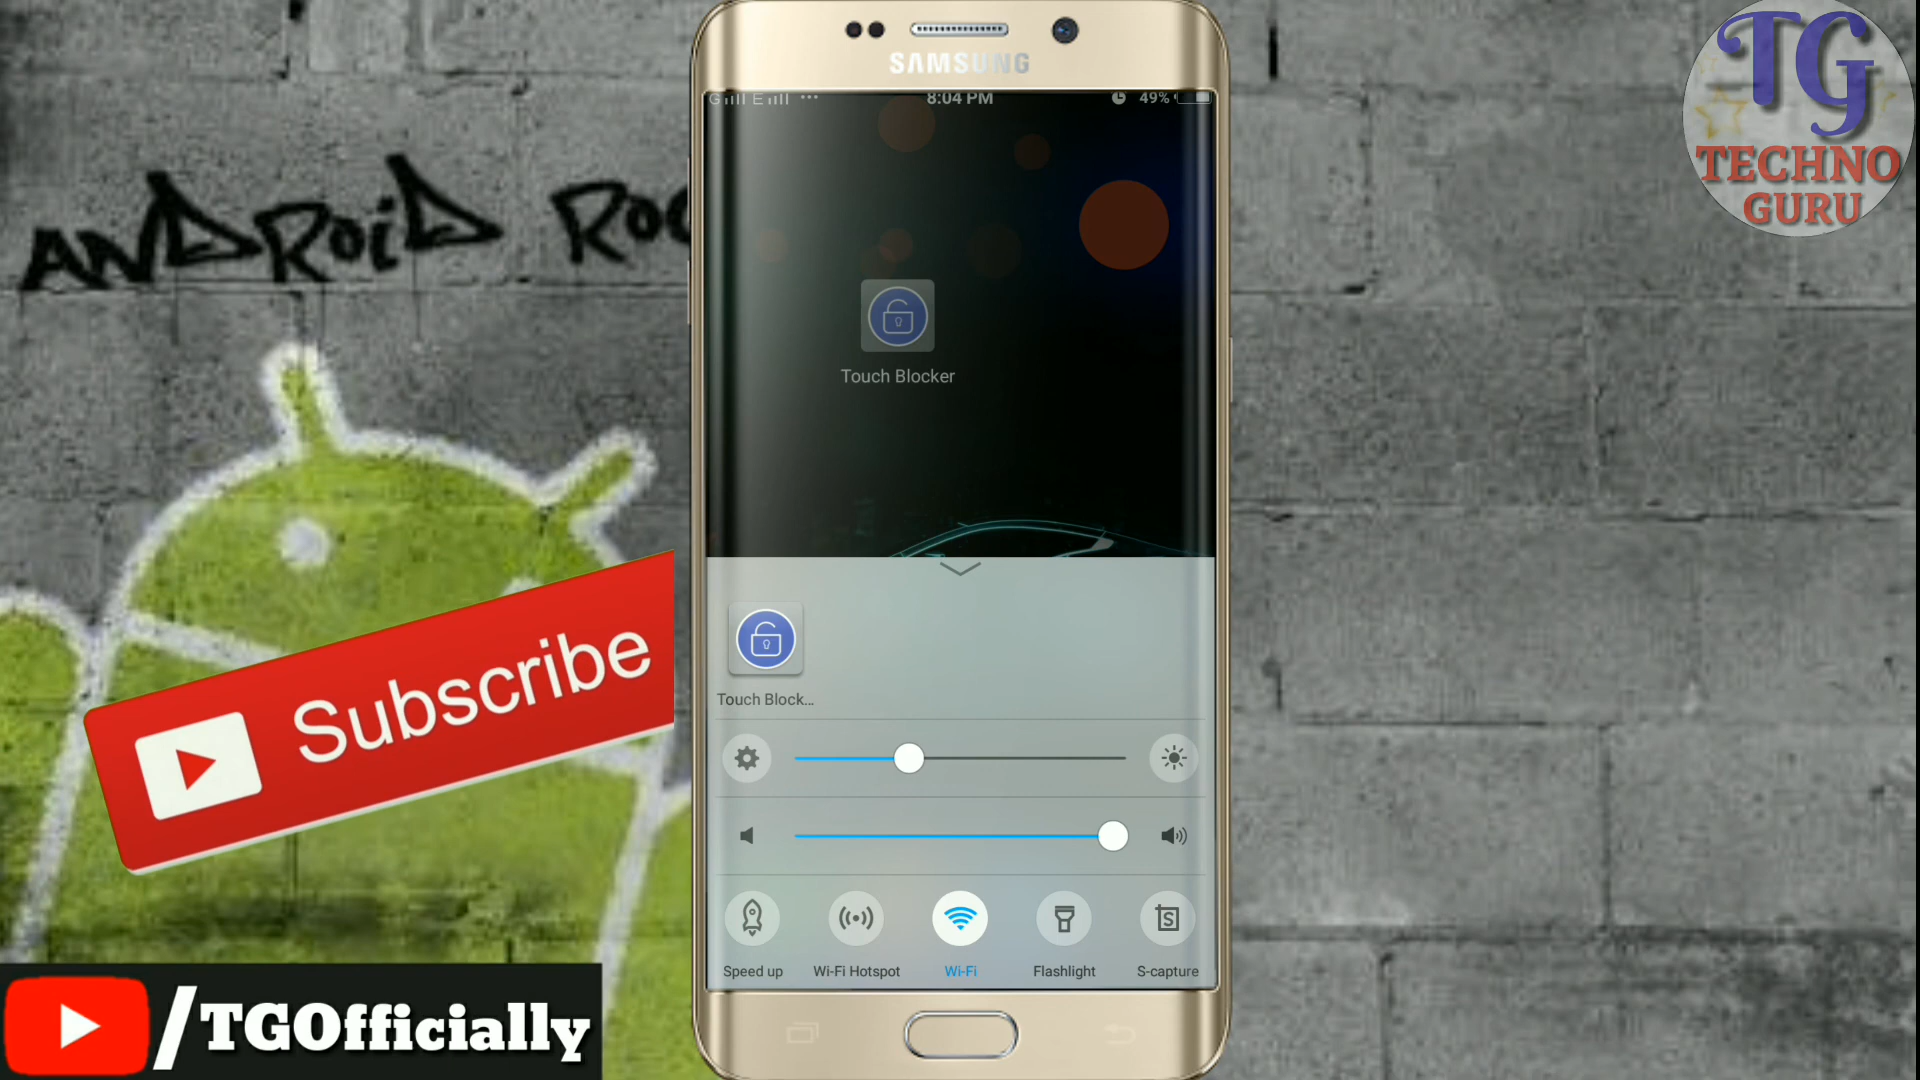 SAMSUNG
G E ... 8:04 PM 49%
TG
TECHNO
GURU
ANDROID ROC
Touch Blocker
Touch Block...
Subscribe
Speed up
Wi-Fi Hotspot
Wi-Fi
Flashlight
S
S-capture
/TGOfficially